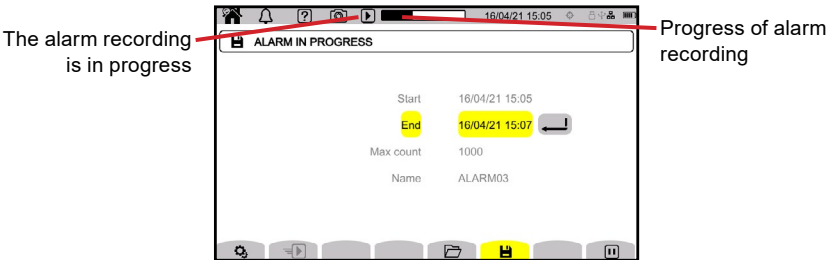 16/04/21 15:05
The alarm recording
is in progress
Progress of alarm
recording
ALARM IN PROGRESS
Start 16/04/21 15:05
End 16/04/21 15:07
Max count 1000
Name ALARM03